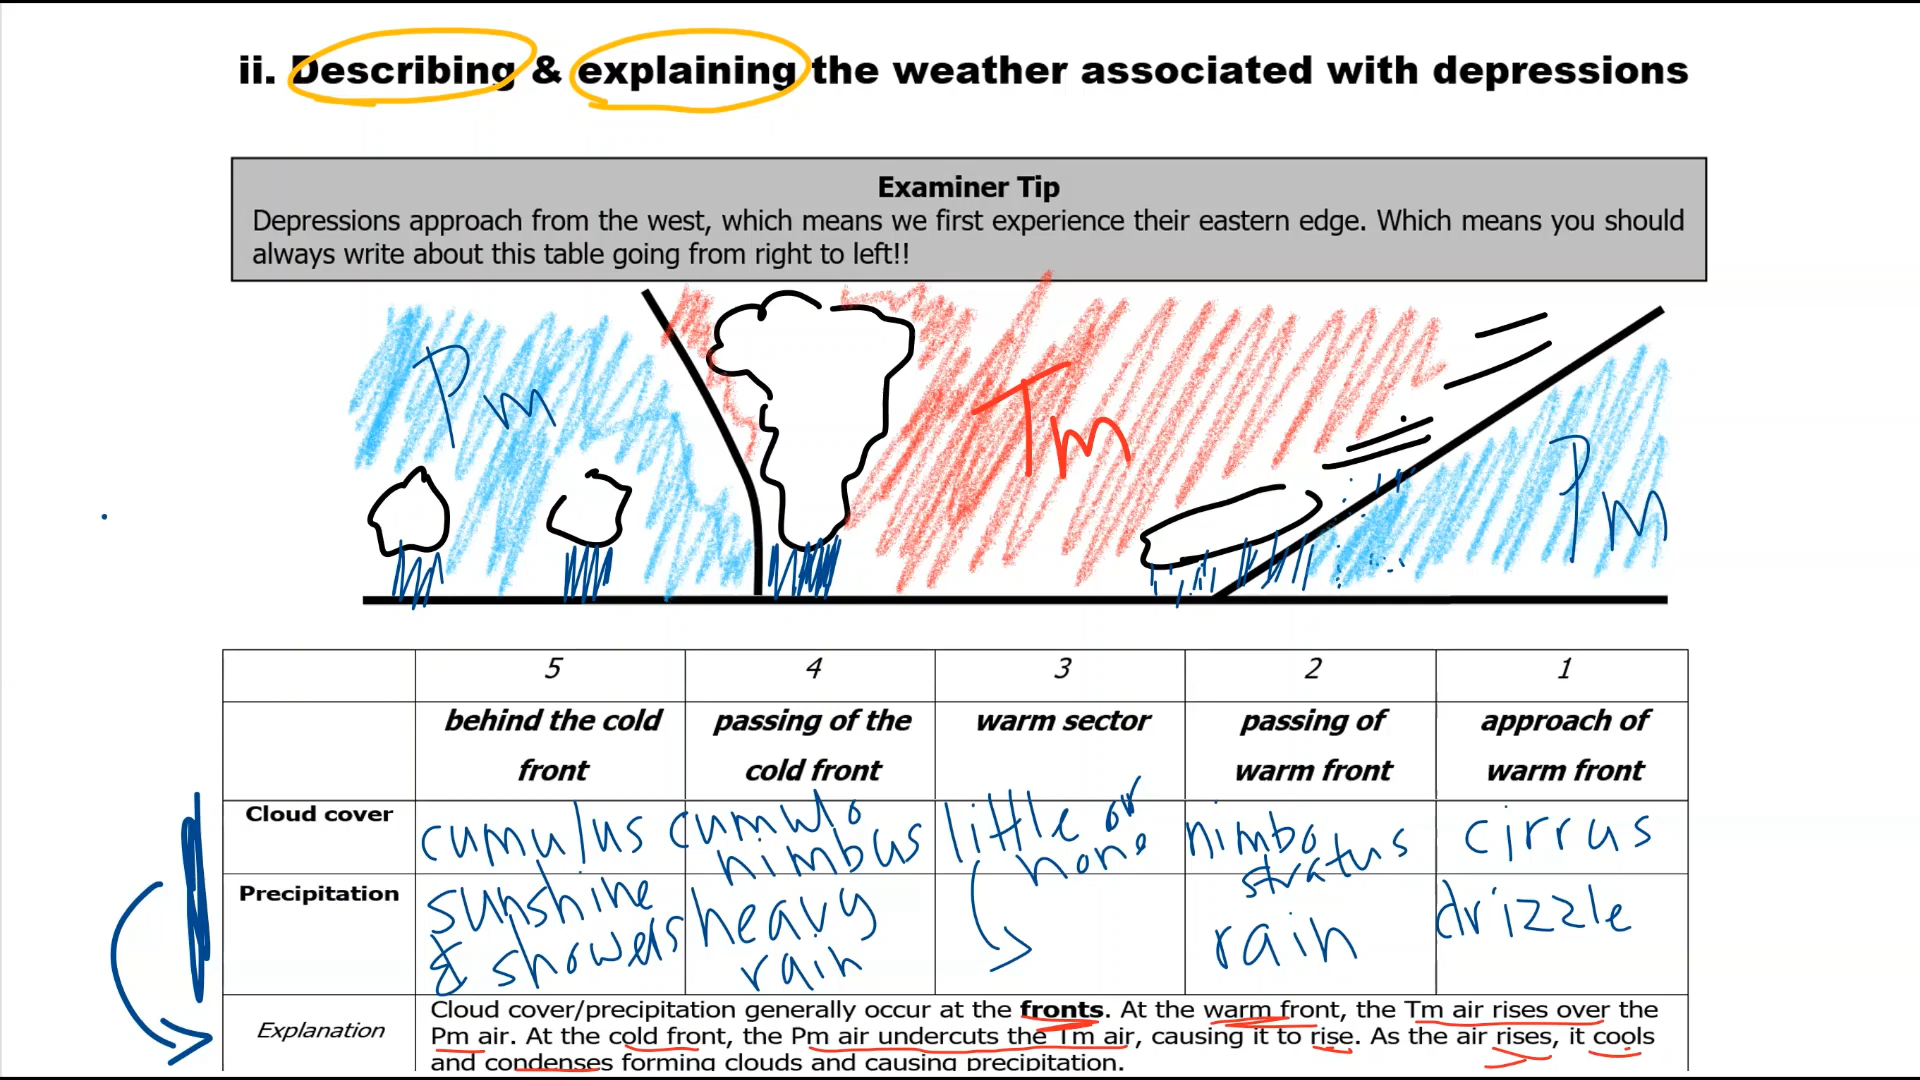 ii. Describing & explaining the weather associated with depressions
Examiner Tip
Depressions approach from the west, which means we first experience their eastern edge. Which means you should
always write about this table going from right to left!!
Pm Tm Pm
5 4 3 2 1
behind the cold passing of the warm sector passing of approach of
front cold front warm front warm front
Cloud cover cumulus cumulo nimbus little or none nimbo stratus cirrus
Precipitation sunshine & showers heavy rain rain drizzle
Cloud cover/precipitation generally occur at the fronts. At the warm front, the Tm air rises over the
Explanation Pm air. At the cold front, the Pm air undercuts the Tm air, causing it to rise. As the air rises, it cools
and condenses forming clouds and causing precipitation.